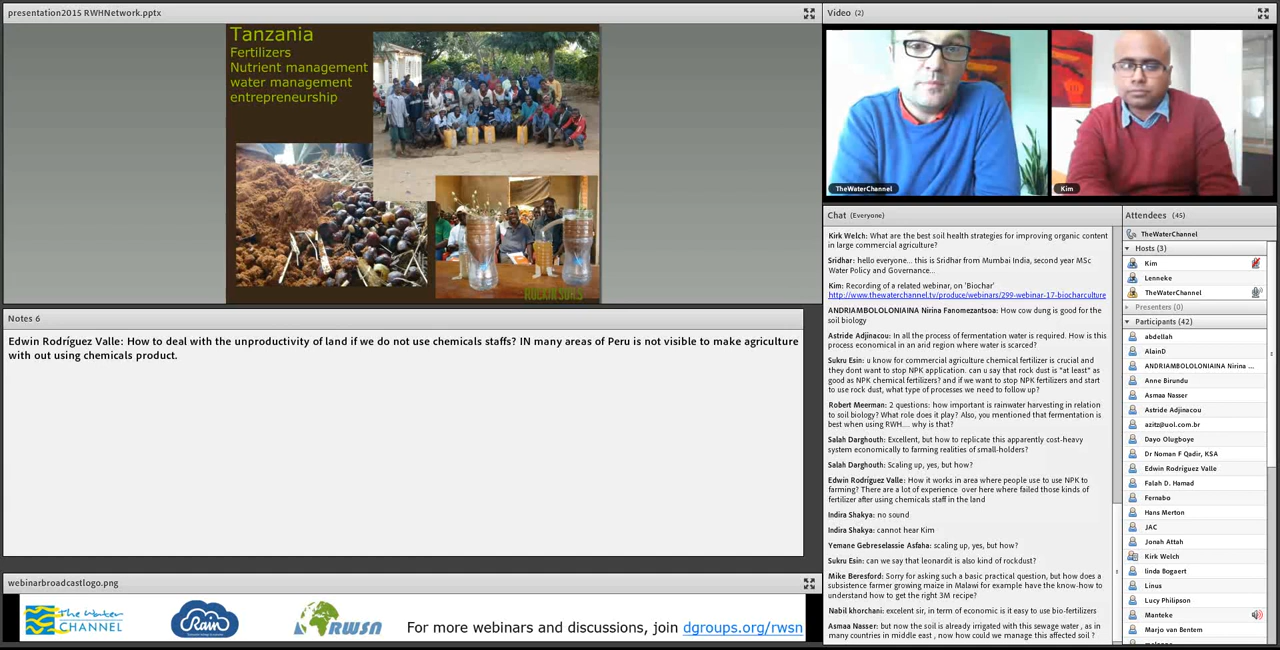 presentation2015 RWHNetwork.pptx
Tanzania
Fertilizers
Nutrient management
water management
entrepreneurship
Notes 6
Edwin Rodríguez Valle: How to deal with the unproductivity of land if we do not use chemicals staffs? IN many areas of Peru is not visible to make agriculture
with out using chemicals product.
webinarbroadcastlogo.png
The Water
CHANNEL
Rain
RWSN
For more webinars and discussions, join dgroups.org/rwsn
Video (2)
TheWaterChannel
Kim
Chat (Everyone)
Kirk Welch: What are the best soil health strategies for improving organic content
in large commercial agriculture?
Sridhar: hello everyone... this is Sridhar from Mumbai India, second year MSc
Water Policy and Governance...
Kim: Recording of a related webinar, on 'Biochar'
http://www.thewaterchannel.tv/produce/webinars/299-webinar-17-biocharculture
ANDRIAMBOLOLONIAINA Nirina Fanomezantsoa: How cow dung is good for the
soil biology
Astride Adjinacou: In all the process of fermentation water is required. How is this
process economical in an arid region where water is scarced?
Sukru Esin: u know for commercial agriculture chemical fertilizer is crucial and
they dont want to stop NPK application. can u say that rock dust is "at least" as
good as NPK chemical fertilizers? and if we want to stop NPK fertilizers and start
to use rock dust, what type of processes we need to follow up?
Robert Meerman: 2 questions: how important is rainwater harvesting in relation
to soil biology? What role does it play? Also, you mentioned that fermentation is
best when using RWH.... why is that?
Salah Darghouth: Excellent, but how to replicate this apparently cost-heavy
system economically to farming realities of small-holders?
Salah Darghouth: Scaling up, yes, but how?
Edwin Rodríguez Valle: How it works in area where people use to use NPK to
farming? There are a lot of experience over here where failed those kinds of
fertilizer after using chemicals staff in the land
Indira Shakya: no sound
Indira Shakya: cannot hear Kim
Yemane Gebreselassie Asfaha: scaling up, yes, but how?
Sukru Esin: can we say that leonardit is also kind of rockdust?
Mike Beresford: Sorry for asking such a basic practical question, but how does a
subsistence farmer growing maize in Malawi for example have the know-how to
understand how to get the right 3M recipe?
Nabil khorchani: excelent sir, in term of economic is it easy to use bio-fertilizers
Asmaa Nasser: but now the soil is already irrigated with this sewage water , as in
many countries in middle east , now how could we manage this affected soil ?
Attendees (45)
TheWaterChannel
Hosts (3)
Kim
Lenneke
TheWaterChannel
Presenters (0)
Participants (42)
abdellah
AlainD
ANDRIAMBOLOLONIAINA Nirina ...
Anne Birundu
Asmaa Nasser
Astride Adjinacou
azitz@uol.com.br
Dayo Olugboye
Dr Noman F Qadir, KSA
Edwin Rodríguez Valle
Falah D. Hamad
Fernabo
Hans Merton
JAC
Jonah Attah
Kirk Welch
linda Bogaert
Linus
Lucy Philipson
Manteke
Marjo van Bentem